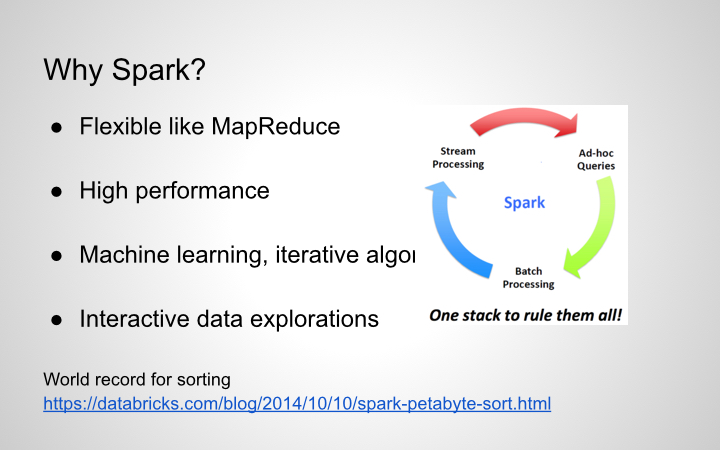 Why Spark?
● Flexible like MapReduce
● High performance
● Machine learning, iterative algor
● Interactive data explorations
Stream
Processing
Ad-hoc
Queries
Spark
Batch
Processing
One stack to rule them all!
World record for sorting
https://databricks.com/blog/2014/10/10/spark-petabyte-sort.html